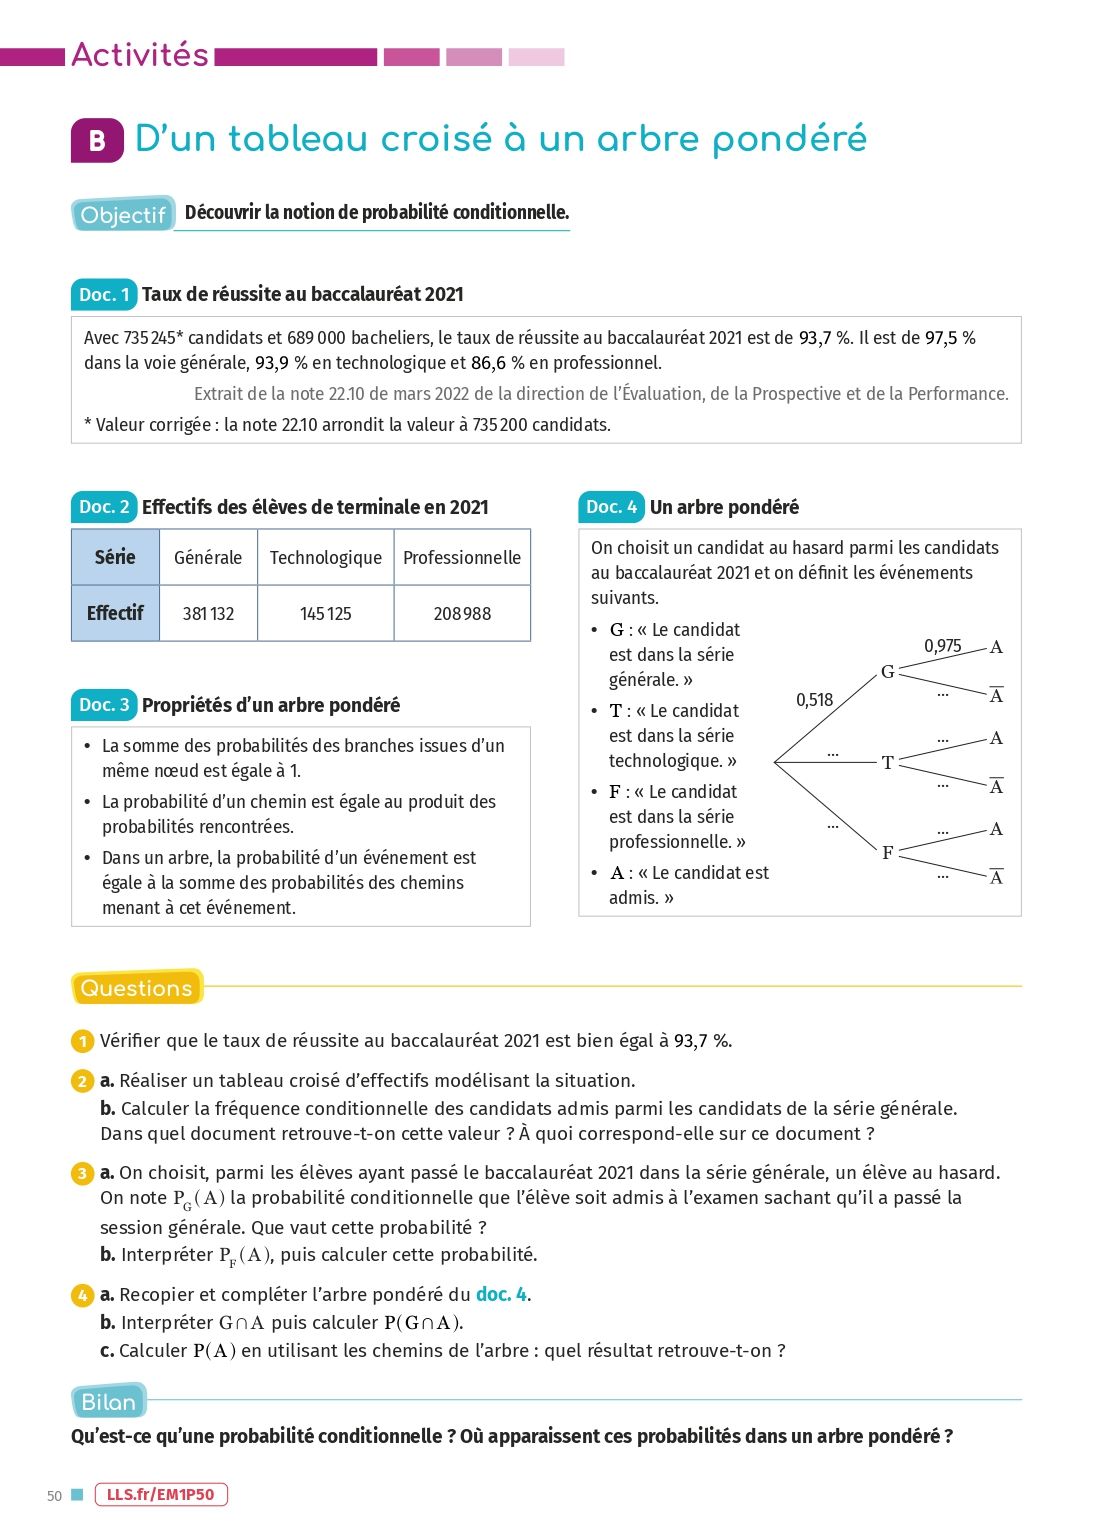 Activités
B D’un tableau croisé à un arbre pondéré
Objectif Découvrir la notion de probabilité conditionnelle.
Doc. 1 Taux de réussite au baccalauréat 2021
Avec 735 245* candidats et 689 000 bacheliers, le taux de réussite au baccalauréat 2021 est de 93,7 %. Il est de 97,5 %
dans la voie générale, 93,9 % en technologique et 86,6 % en professionnel.
Extrait de la note 22.10 de mars 2022 de la direction de l’Évaluation, de la Prospective et de la Performance.
* Valeur corrigée : la note 22.10 arrondit la valeur à 735 200 candidats.
Doc. 2 Effectifs des élèves de terminale en 2021
Série Générale Technologique Professionnelle
Effectif 381 132 145 125 208 988
Doc. 3 Propriétés d’un arbre pondéré
• La somme des probabilités des branches issues d’un
même nœud est égale à 1.
• La probabilité d’un chemin est égale au produit des
probabilités rencontrées.
• Dans un arbre, la probabilité d’un événement est
égale à la somme des probabilités des chemins
menant à cet événement.
Doc. 4 Un arbre pondéré
On choisit un candidat au hasard parmi les candidats
au baccalauréat 2021 et on définit les événements
suivants.
• G : « Le candidat
est dans la série
générale. »
• T : « Le candidat
est dans la série
technologique. »
• F : « Le candidat
est dans la série
professionnelle. »
• A : « Le candidat est
admis. »
0,975 A
G
0,518 ... A̅
... A
... T
... A̅
... A
... F
... A̅
Questions
1 Vérifier que le taux de réussite au baccalauréat 2021 est bien égal à 93,7 %.
2 a. Réaliser un tableau croisé d’effectifs modélisant la situation.
b. Calculer la fréquence conditionnelle des candidats admis parmi les candidats de la série générale.
Dans quel document retrouve-t-on cette valeur ? À quoi correspond-elle sur ce document ?
3 a. On choisit, parmi les élèves ayant passé le baccalauréat 2021 dans la série générale, un élève au hasard.
On note P_G(A) la probabilité conditionnelle que l’élève soit admis à l’examen sachant qu’il a passé la
session générale. Que vaut cette probabilité ?
b. Interpréter P_F(A), puis calculer cette probabilité.
4 a. Recopier et compléter l’arbre pondéré du doc. 4.
b. Interpréter G∩A puis calculer P(G∩A).
c. Calculer P(A) en utilisant les chemins de l’arbre : quel résultat retrouve-t-on ?
Bilan
Qu’est-ce qu’une probabilité conditionnelle ? Où apparaissent ces probabilités dans un arbre pondéré ?
50 LLS.fr/EM1P50